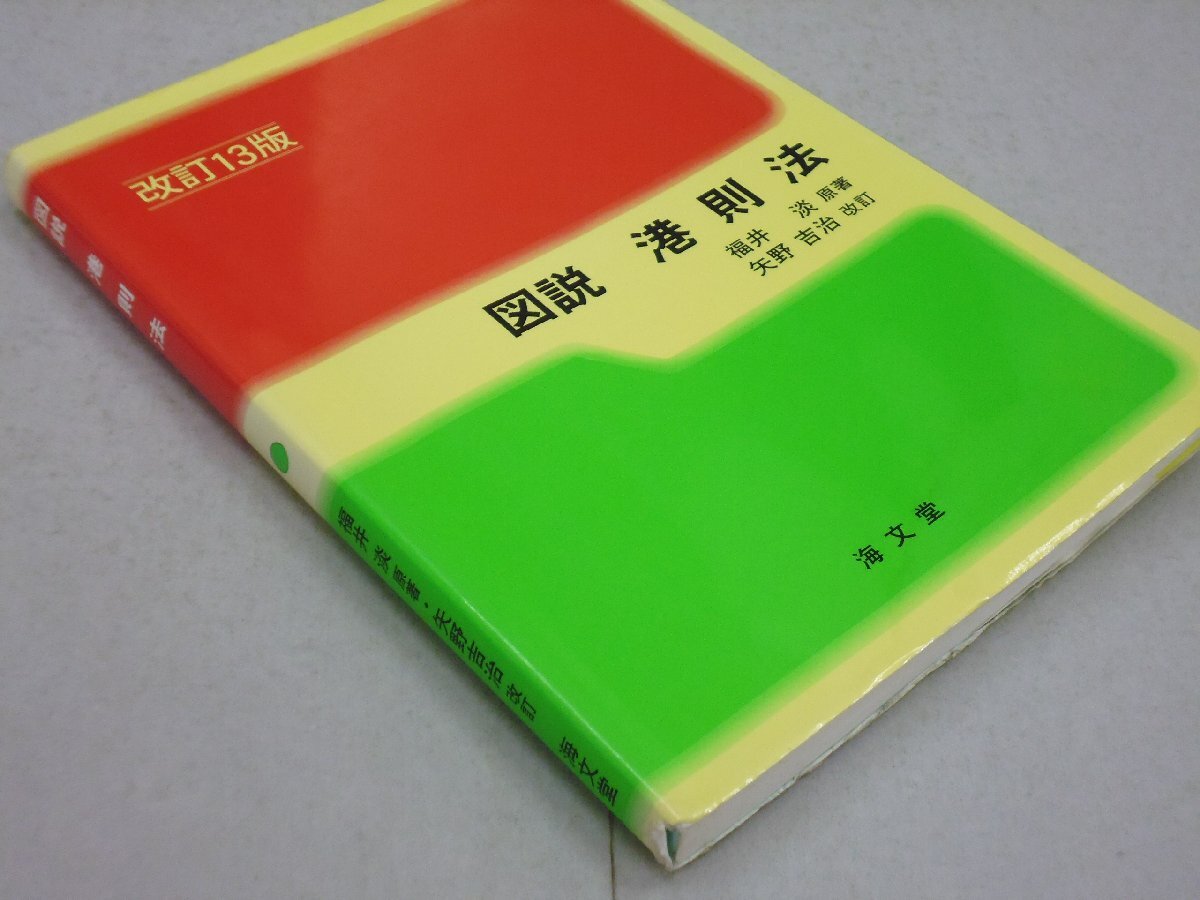 改訂13版
図説 港則法
福井 淡 原著
矢野 吉治 改訂
海文堂
図説 港則法
福井 淡 原著・矢野吉治 改訂 海文堂